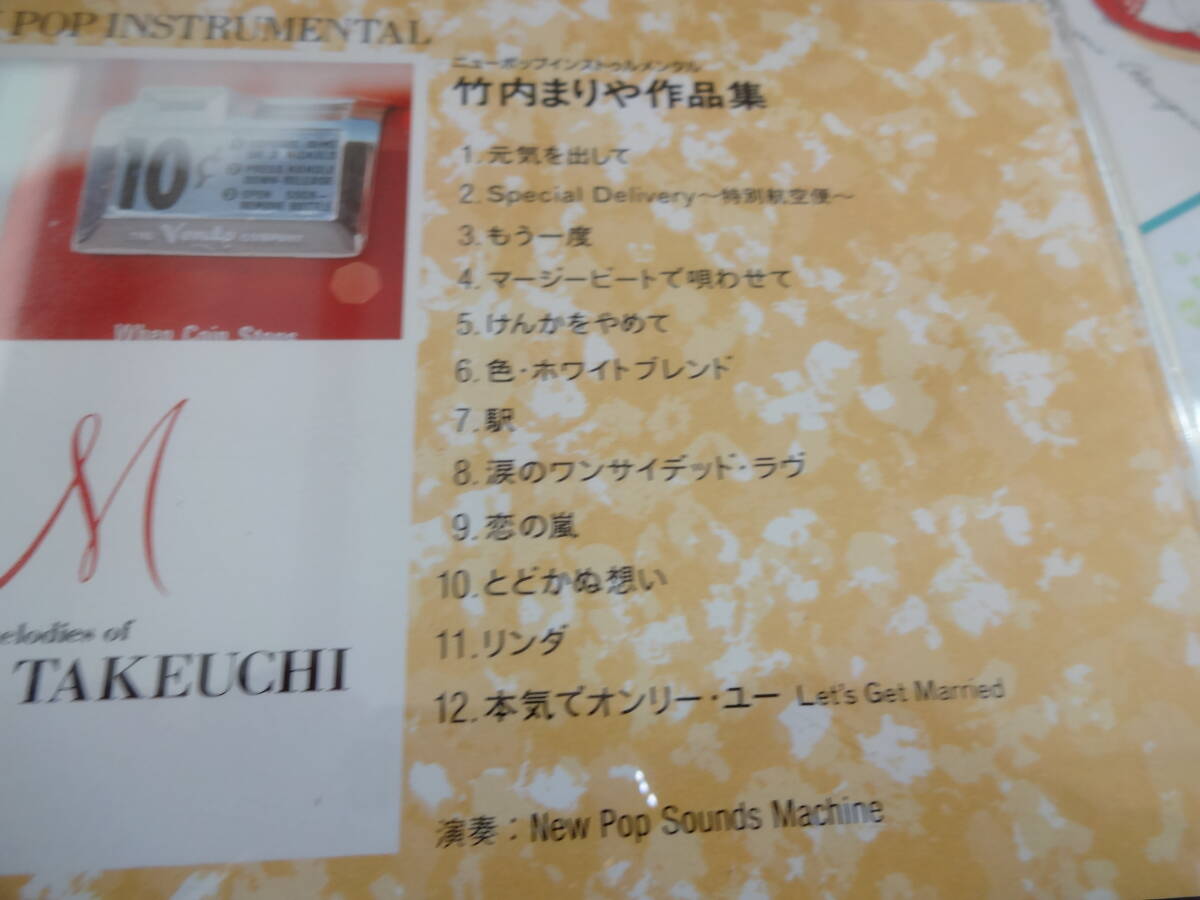 POP INSTRUMENTAL
ニューポップインストゥルメンタル
竹内まりや作品集
1. 元気を出して
2. Special Delivery～特別航空便～
3. もう一度
4. マージービートで唄わせて
5. けんかをやめて
6. 色・ホワイトブレンド
7. 駅
8. 涙のワンサイデッド・ラヴ
9. 恋の嵐
10. とどかぬ想い
11. リンダ
12. 本気でオンリー・ユー Let's Get Married
演奏：New Pop Sounds Machine
10¢
THE Vendo COMPANY
When Coin Stops
M
elodies of
TAKEUCHI